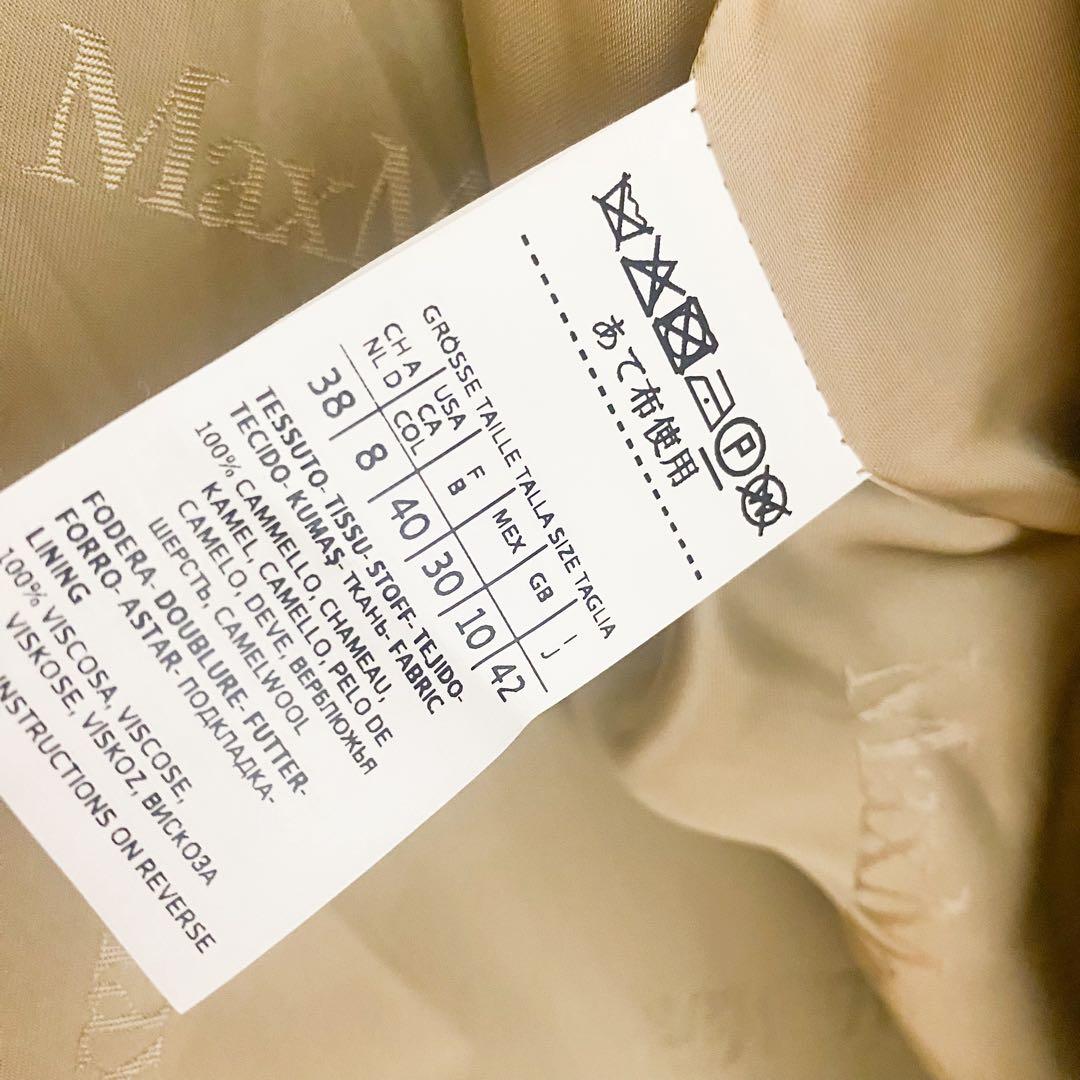 MaxM
あて布使用
GRÖSSE TAILLE TALLA SIZE TAGLIA
CH A | USA | F | MEX | GB | I
NL D | CA | B | J
COL
38 | 8 | 40 | 30 | 10 | 42
TESSUTO- TISSU- STOFF- TEJIDO-
TECIDO- KUMAŞ- ТКАНЬ- FABRIC
100% CAMMELLO, CHAMEAU,
KAMEL, CAMELLO, PELO DE
CAMELO, DEVE, ВЕРБЛЮЖЬЯ
ШЕРСТЬ, CAMELWOOL
FODERA- DOUBLURE- FUTTER-
FORRO- ASTAR- ПОДКЛАДКА-
LINING
100% VISCOSA, VISCOSE,
VISKOSE, VISKOZ, ВИСКОЗА
INSTRUCTIONS ON REVERSE